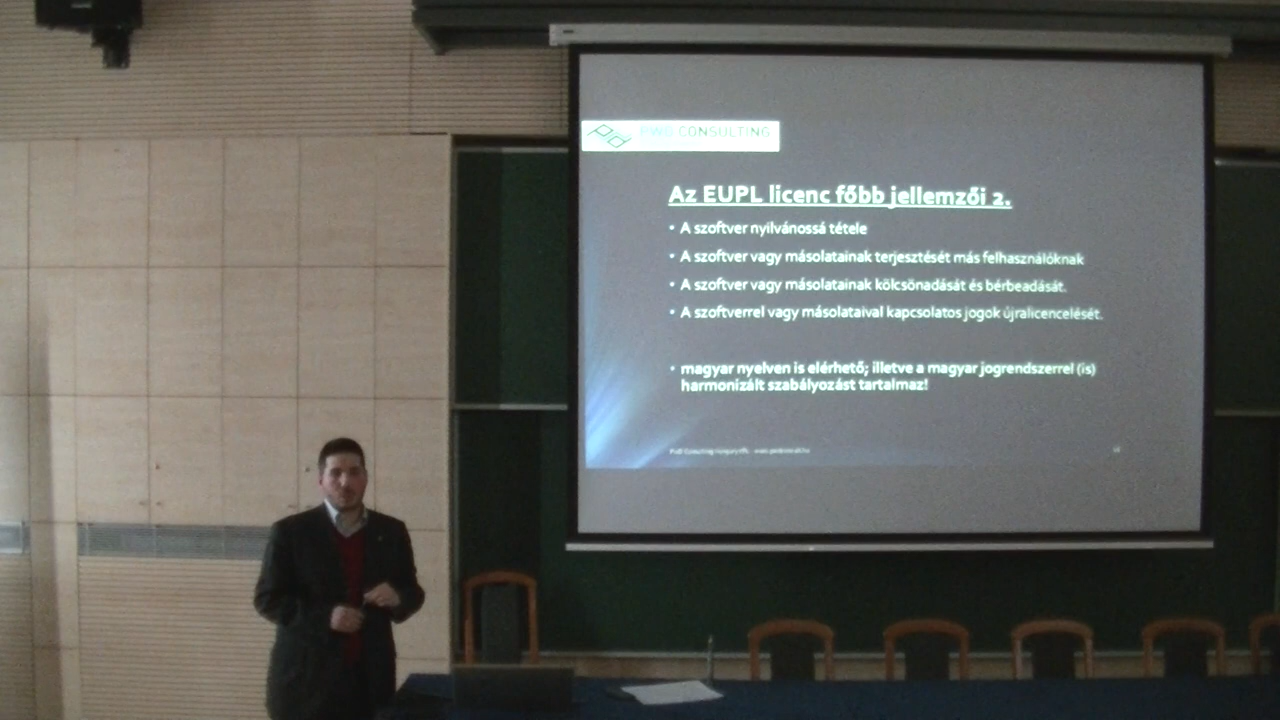 PWD CONSULTING
Az EUPL licenc főbb jellemzői 2.
• A szoftver nyilvánossá tétele
• A szoftver vagy másolatainak terjesztését más felhasználóknak
• A szoftver vagy másolatainak kölcsönadását és bérbeadását.
• A szoftverrel vagy másolataival kapcsolatos jogok újralicencelését.
• magyar nyelven is elérhető; illetve a magyar jogrendszerrel (is)
harmonizált szabályozást tartalmaz!